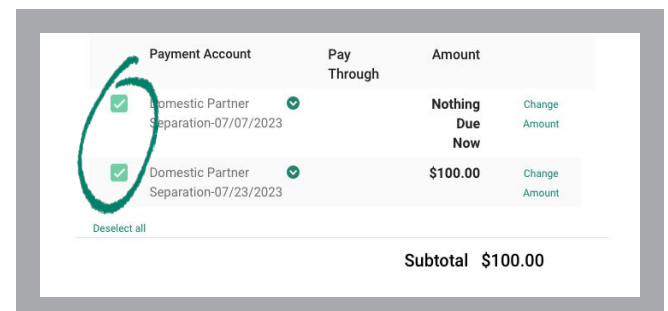 Payment Account Pay Through Amount
Domestic Partner Separation-07/07/2023 Nothing Due Now Change Amount
Domestic Partner Separation-07/23/2023 $100.00 Change Amount
Deselect all
Subtotal $100.00